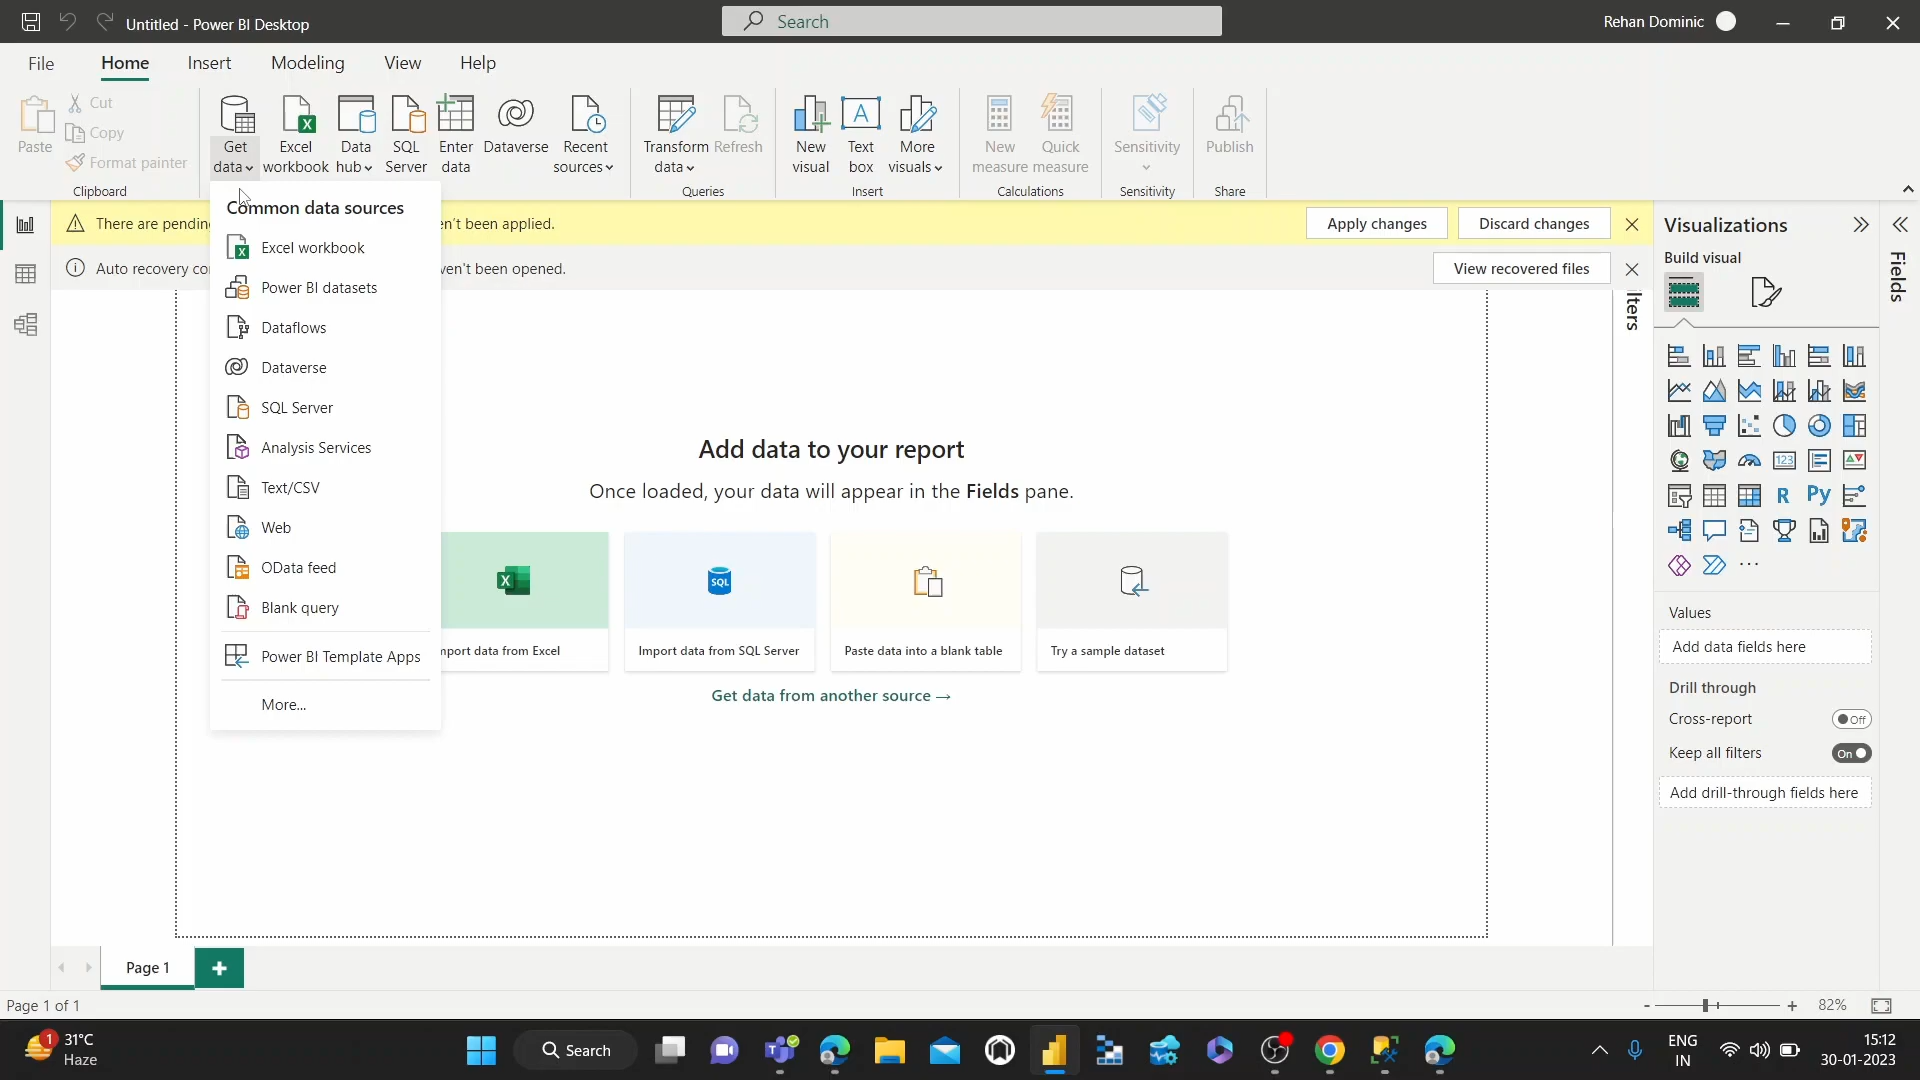 Untitled - Power BI Desktop
Search
Rehan Dominic
File
Home
Insert
Modeling
View
Help
Paste
Cut
Copy
Format painter
Clipboard
Get data
Excel workbook
Data hub
SQL Server
Enter data
Dataverse
Recent sources
Transform data
Refresh
Queries
New visual
Text box
More visuals
Insert
New measure
Quick measure
Calculations
Sensitivity
Sensitivity
Publish
Share
There are pendin
n't been applied.
Apply changes
Discard changes
Auto recovery co
ven't been opened.
View recovered files
Common data sources
Excel workbook
Power BI datasets
Dataflows
Dataverse
SQL Server
Analysis Services
Text/CSV
Web
OData feed
Blank query
Power BI Template Apps
More...
Add data to your report
Once loaded, your data will appear in the Fields pane.
SQL
mport data from Excel
Import data from SQL Server
Paste data into a blank table
Try a sample dataset
Get data from another source →
lters
Visualizations
Build visual
123
R
Py
Values
Add data fields here
Drill through
Cross-report
Off
Keep all filters
On
Add drill-through fields here
Fields
Page 1
Page 1 of 1
82%
1
31°C
Haze
Search
ENG
IN
15:12
30-01-2023